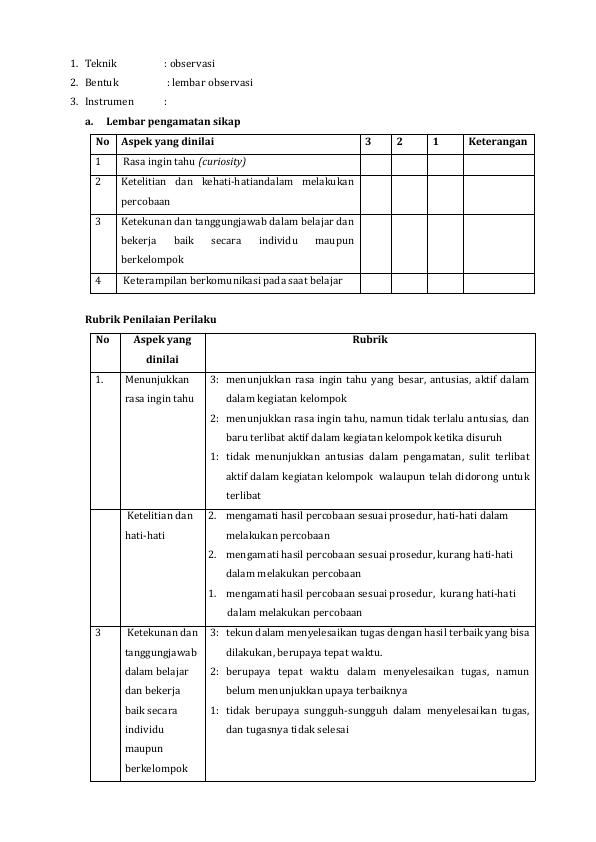 1. Teknik : observasi
2. Bentuk : lembar observasi
3. Instrumen :
a. Lembar pengamatan sikap
No Aspek yang dinilai 3 2 1 Keterangan
1 Rasa ingin tahu (curiosity)
2 Ketelitian dan kehati-hatiandalam melakukan
percobaan
3 Ketekunan dan tanggungjawab dalam belajar dan
bekerja baik secara individu maupun
berkelompok
4 Keterampilan berkomunikasi pada saat belajar
Rubrik Penilaian Perilaku
No Aspek yang Rubrik
dinilai
1. Menunjukkan 3: menunjukkan rasa ingin tahu yang besar, antusias, aktif dalam
rasa ingin tahu dalam kegiatan kelompok
2: menunjukkan rasa ingin tahu, namun tidak terlalu antusias, dan
baru terlibat aktif dalam kegiatan kelompok ketika disuruh
1: tidak menunjukkan antusias dalam pengamatan, sulit terlibat
aktif dalam kegiatan kelompok walaupun telah didorong untuk
terlibat
Ketelitian dan 2. mengamati hasil percobaan sesuai prosedur, hati-hati dalam
hati-hati melakukan percobaan
2. mengamati hasil percobaan sesuai prosedur, kurang hati-hati
dalam melakukan percobaan
1. mengamati hasil percobaan sesuai prosedur, kurang hati-hati
dalam melakukan percobaan
3 Ketekunan dan 3: tekun dalam menyelesaikan tugas dengan hasil terbaik yang bisa
tanggungjawab dilakukan, berupaya tepat waktu.
dalam belajar 2: berupaya tepat waktu dalam menyelesaikan tugas, namun
dan bekerja belum menunjukkan upaya terbaiknya
baik secara 1: tidak berupaya sungguh-sungguh dalam menyelesaikan tugas,
individu dan tugasnya tidak selesai
maupun
berkelompok